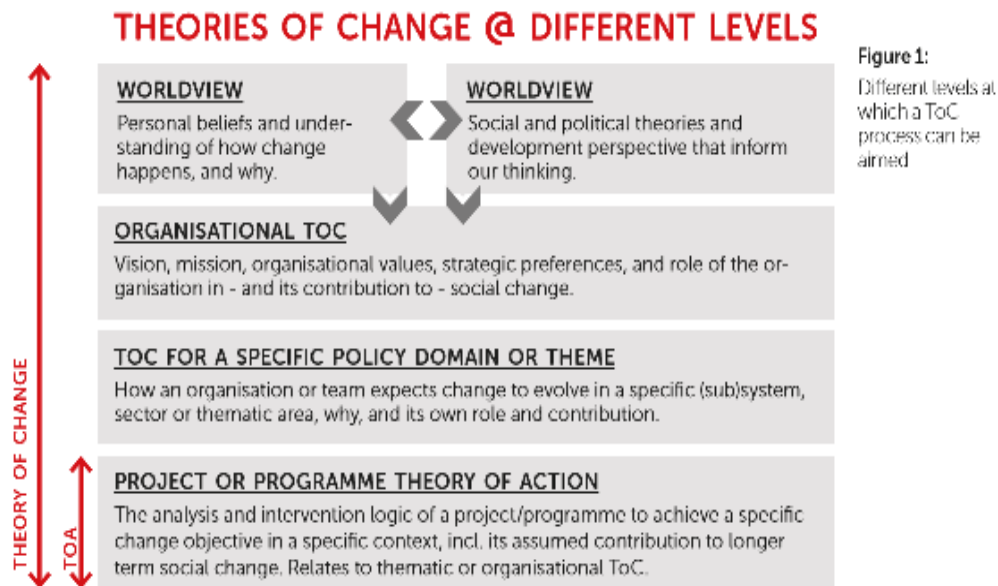 THEORIES OF CHANGE @ DIFFERENT LEVELS
WORLDVIEW
Personal beliefs and under-
standing of how change
happens, and why.
WORLDVIEW
Social and political theories and
development perspective that inform
our thinking.
ORGANISATIONAL TOC
Vision, mission, organisational values, strategic preferences, and role of the or-
ganisation in - and its contribution to - social change.
TOC FOR A SPECIFIC POLICY DOMAIN OR THEME
How an organisation or team expects change to evolve in a specific (sub)system,
sector or thematic area, why, and its own role and contribution.
PROJECT OR PROGRAMME THEORY OF ACTION
The analysis and intervention logic of a project/programme to achieve a specific
change objective in a specific context, incl. its assumed contribution to longer
term social change. Relates to thematic or organisational ToC.
THEORY OF CHANGE
TOA
Figure 1:
Different levels at
which a ToC
process can be
aimed